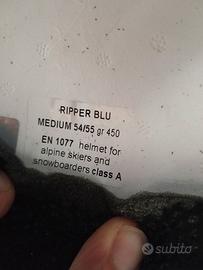 RIPPER BLU
MEDIUM 54/55 gr 450
EN 1077 helmet for
alpine skiers and
snowboarders class A
subito